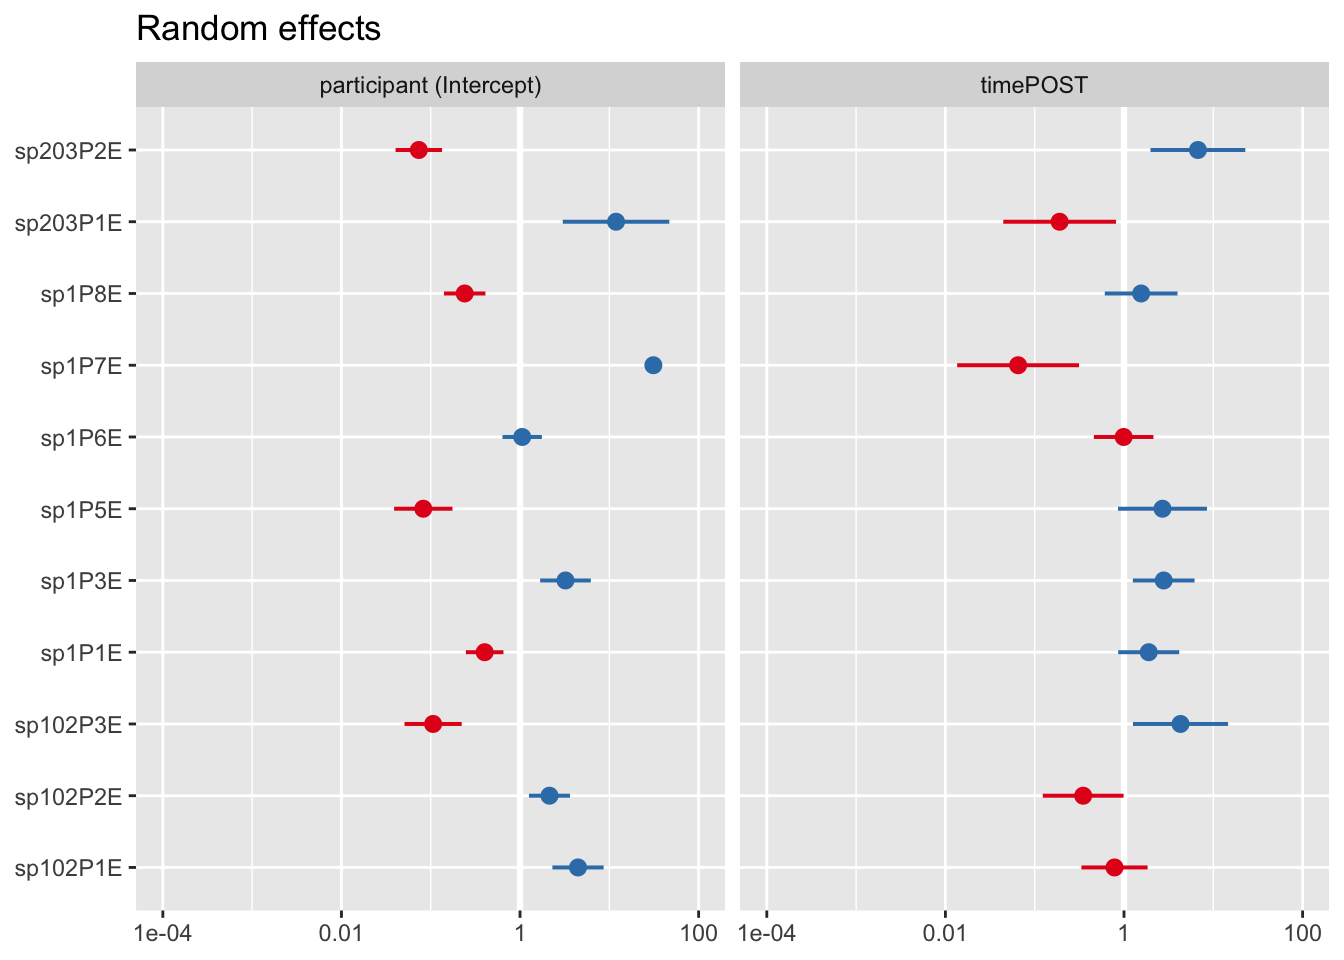 Random effects
participant (Intercept)
timePOST
sp203P2E
sp203P1E
sp1P8E
sp1P7E
sp1P6E
sp1P5E
sp1P3E
sp1P1E
sp102P3E
sp102P2E
sp102P1E
1e-04 0.01 1 100
1e-04 0.01 1 100